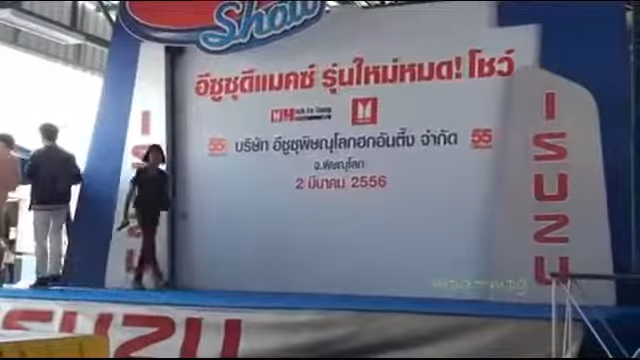 Show
อีซูซุดีแมคซ์ รุ่นใหม่หมด! โชว์
55
บริษัท อีซูซุพิษณุโลกฮกอันตึ๊ง จำกัด
55
จ.พิษณุโลก
2 มีนาคม 2556
ISUZU
ISUZU